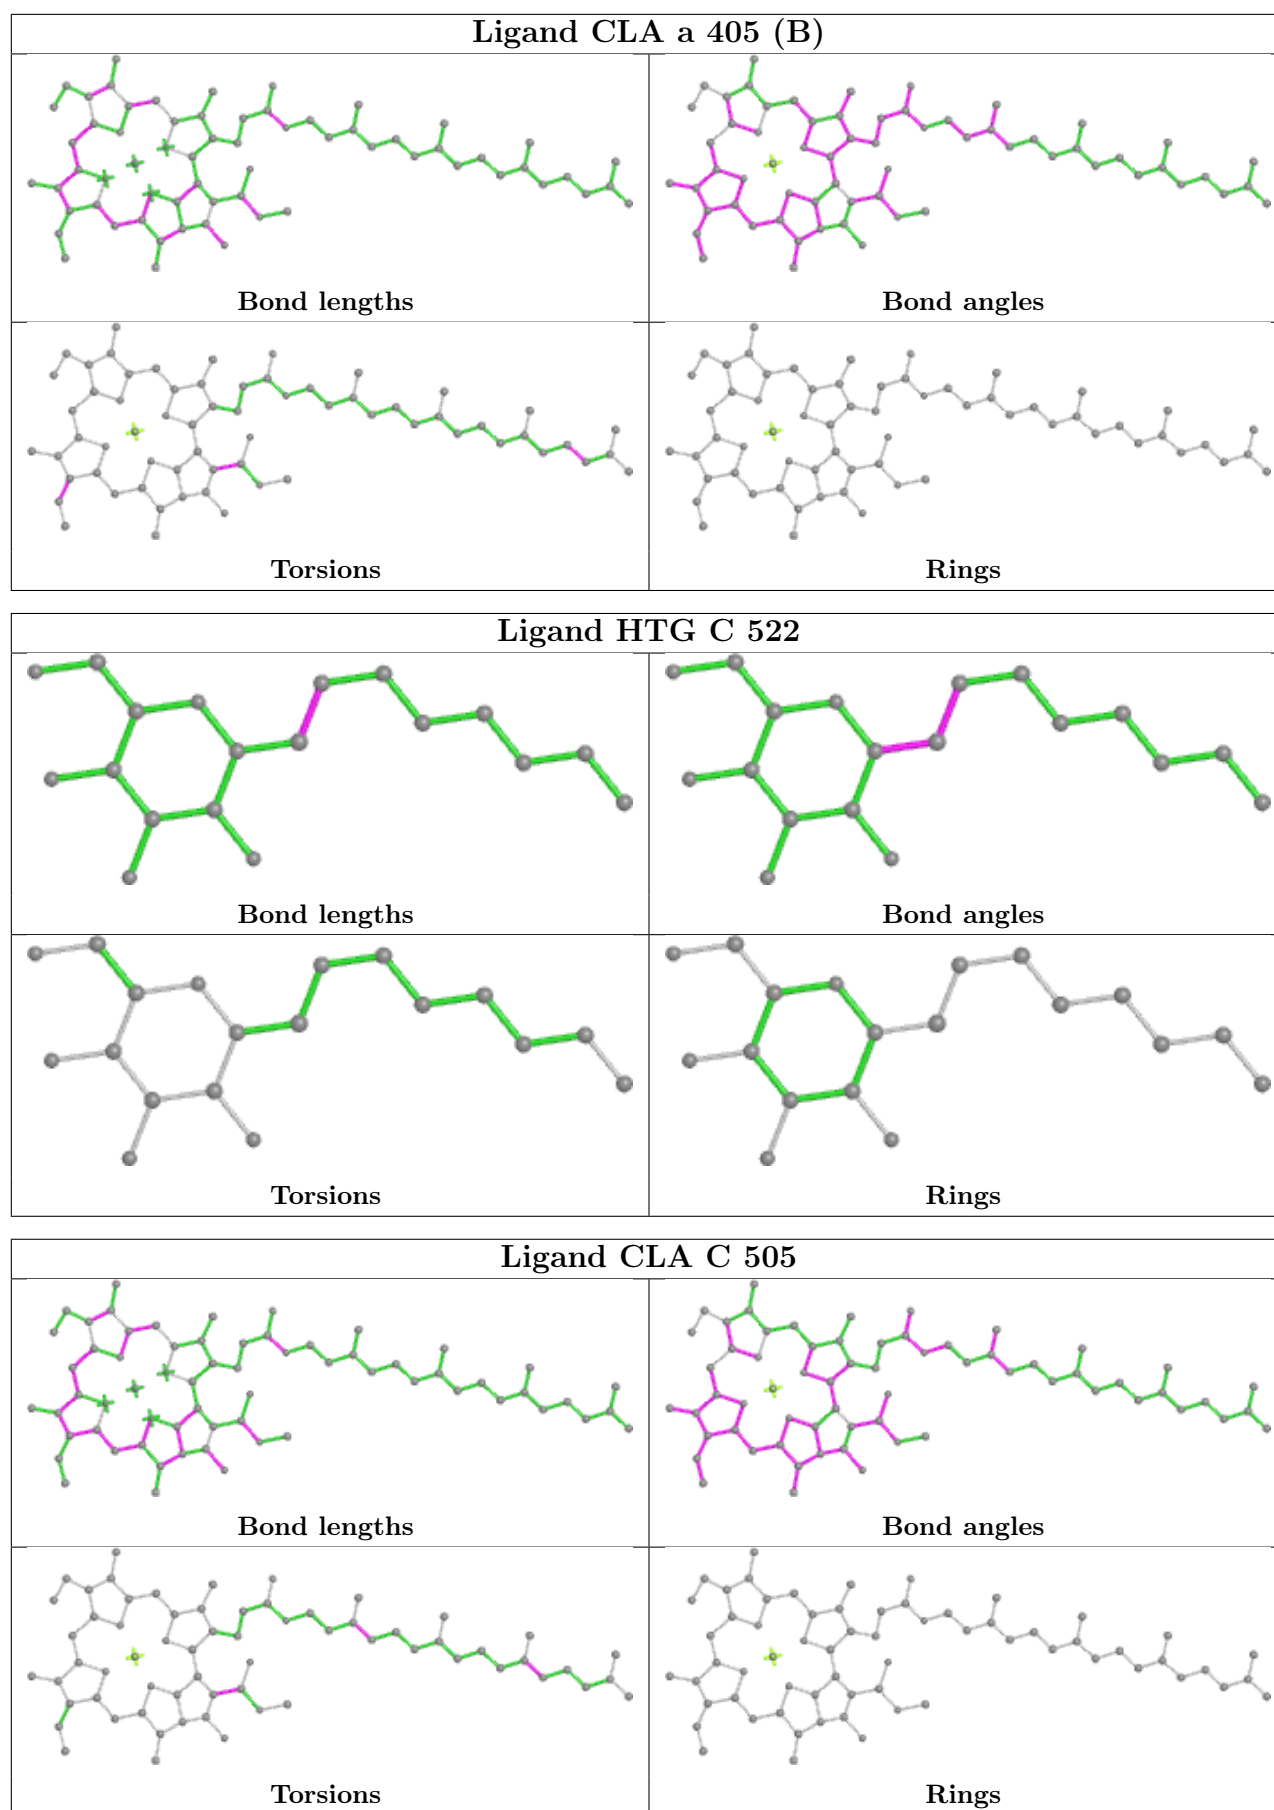 Ligand CLA a 405 (B)
Bond lengths
Bond angles
Torsions
Rings
Ligand HTG C 522
Bond lengths
Bond angles
Torsions
Rings
Ligand CLA C 505
Bond lengths
Bond angles
Torsions
Rings